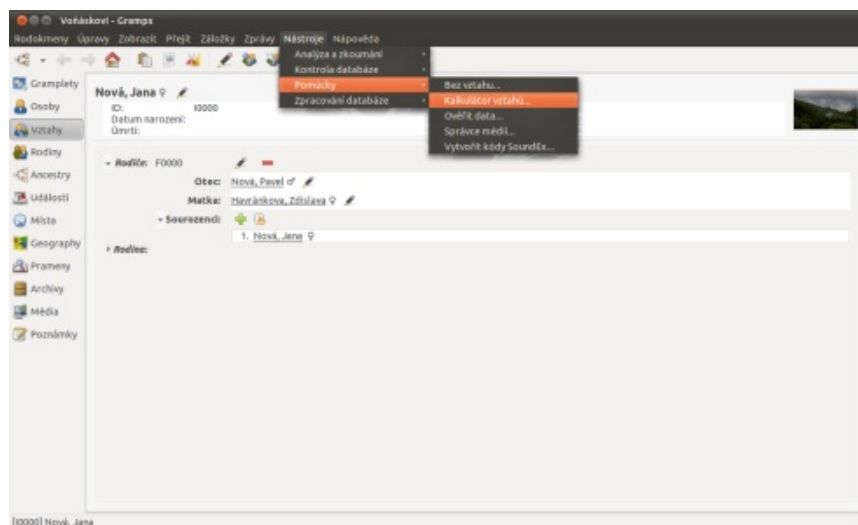 Voňáskovi - Gramps
Rodokmeny Úpravy Zobrazit Přejít Záložky Zprávy Nástroje Nápověda
Analýza a zkoumání
Kontrola databáze
Pomůcky
Zpracování databáze
Bez vztahu...
Kalkulátor vztahů...
Ověřit data...
Správce médií...
Vytvořit kódy SoundEx...
Gramplety
Osoby
Vztahy
Rodiny
Ancestry
Události
Místa
Geography
Prameny
Archivy
Média
Poznámky
Nová, Jana ♀
ID: I0000
Datum narození:
Úmrtí:
Rodiče: F0000
Otec: Nová, Pavel ♂
Matka: Havránkova, Zdislava ♀
Sourozenci:
1. Nová, Jana ♀
Rodina:
[I0000] Nová, Jana